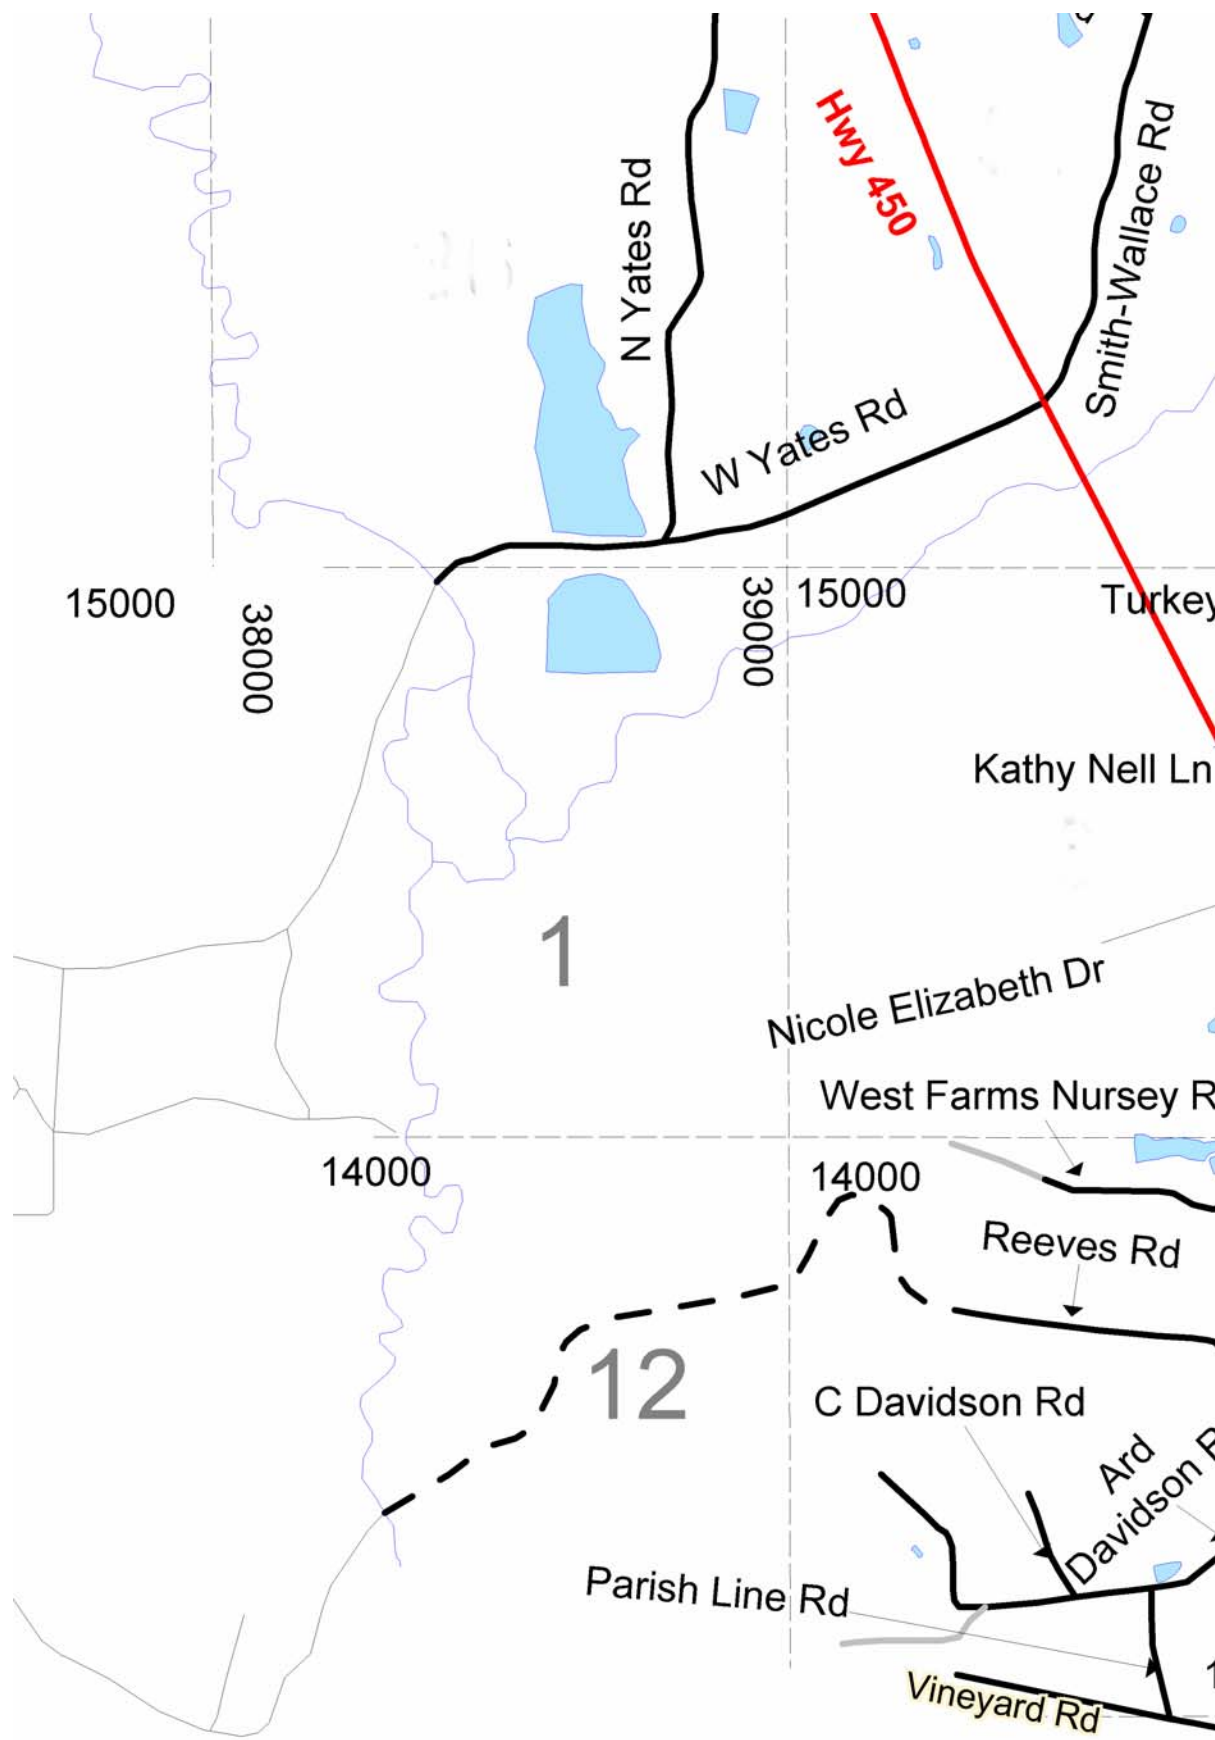 Hwy 450
N Yates Rd
Smith-Wallace Rd
W Yates Rd
15000
38000
39000
15000
Turkey
Kathy Nell Ln
1
Nicole Elizabeth Dr
West Farms Nursey R
14000
14000
Reeves Rd
12
C Davidson Rd
Ard
Davidson R
Parish Line Rd
Vineyard Rd